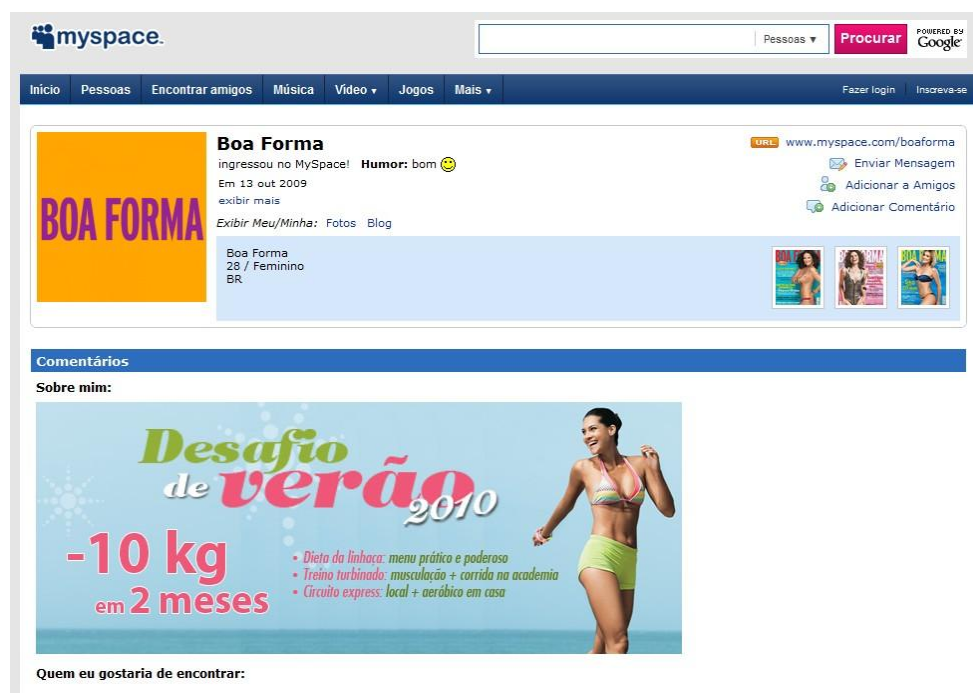 myspace.
Pessoas ▼
Procurar
POWERED BY
Google
Início Pessoas Encontrar amigos Música Vídeo ▼ Jogos Mais ▼
Fazer login Inscreva-se
Boa Forma
ingressou no MySpace! Humor: bom
Em 13 out 2009
exibir mais
Exibir Meu/Minha: Fotos Blog
URL www.myspace.com/boaforma
Enviar Mensagem
Adicionar a Amigos
Adicionar Comentário
BOA FORMA
Boa Forma
28 / Feminino
BR
Comentários
Sobre mim:
Desafio
de verão
2010
-10 kg
em 2 meses
• Dieta da linhaça: menu prático e poderoso
• Treino turbinado: musculação + corrida na academia
• Circuito express: local + aeróbico em casa
Quem eu gostaria de encontrar: